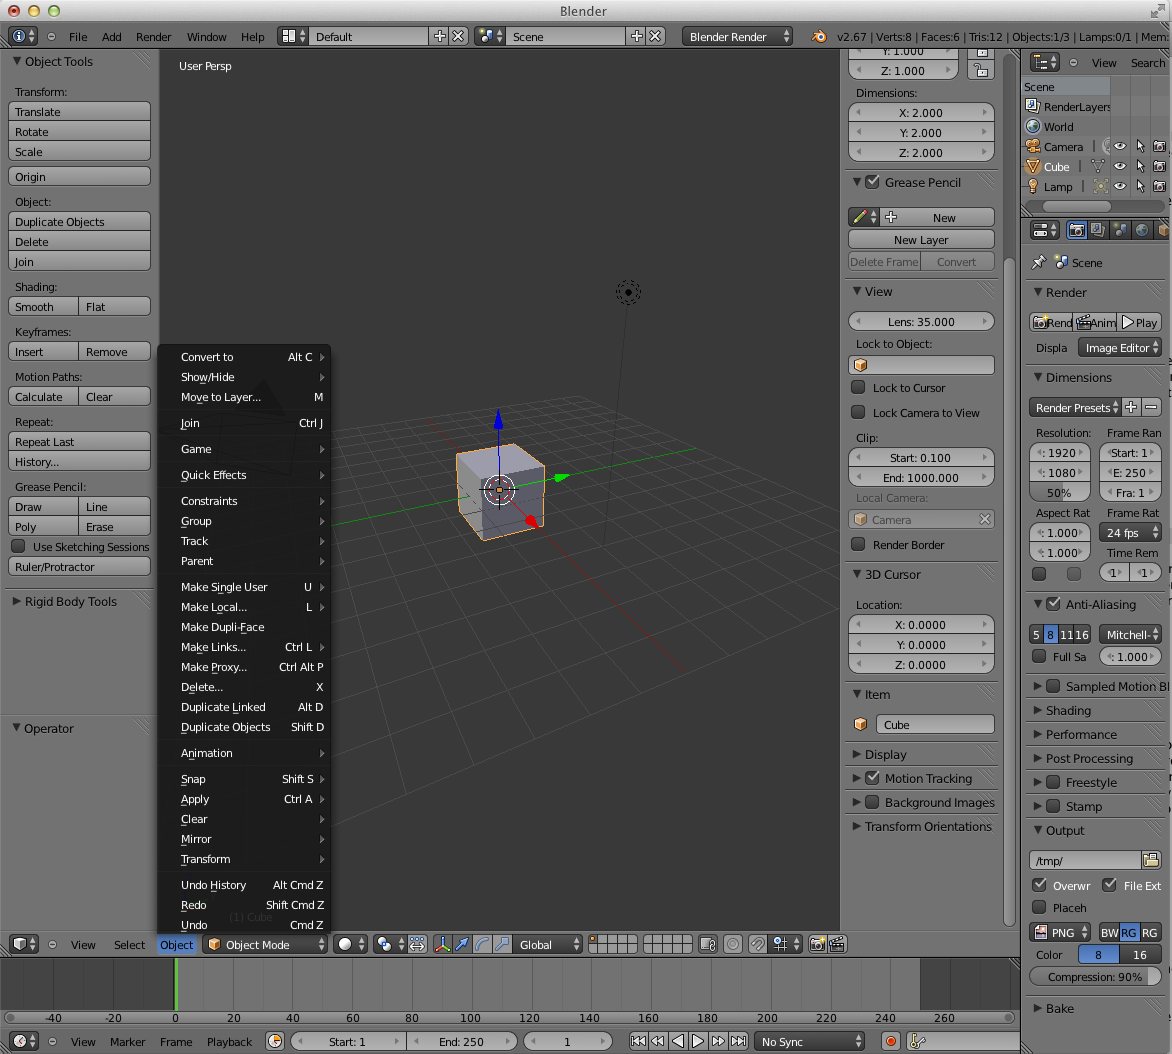 Blender
File Add Render Window Help Default Scene Blender Render v2.67 | Verts:8 | Faces:6 | Tris:12 | Objects:1/3 | Lamps:0/1 | Mem:
Object Tools
Transform:
Translate
Rotate
Scale
Origin
Object:
Duplicate Objects
Delete
Join
Shading:
Smooth Flat
Keyframes:
Insert Remove
Motion Paths:
Calculate Clear
Repeat:
Repeat Last
History...
Grease Pencil:
Draw Line
Poly Erase
Use Sketching Sessions
Ruler/Protractor
Rigid Body Tools
Operator
User Persp
Convert to Alt C
Show/Hide
Move to Layer... M
Join Ctrl J
Game
Quick Effects
Constraints
Group
Track
Parent
Make Single User U
Make Local... L
Make Dupli-Face
Make Links... Ctrl L
Make Proxy... Ctrl Alt P
Delete... X
Duplicate Linked Alt D
Duplicate Objects Shift D
Animation
Snap Shift S
Apply Ctrl A
Clear
Mirror
Transform
Undo History Alt Cmd Z
Redo Shift Cmd Z
(1) Cube
Undo Cmd Z
Y: 1.000
Z: 1.000
Dimensions:
X: 2.000
Y: 2.000
Z: 2.000
Grease Pencil
New
New Layer
Delete Frame Convert
View
Lens: 35.000
Lock to Object:
Lock to Cursor
Lock Camera to View
Clip:
Start: 0.100
End: 1000.000
Local Camera:
Camera
Render Border
3D Cursor
Location:
X: 0.0000
Y: 0.0000
Z: 0.0000
Item
Cube
Display
Motion Tracking
Background Images
Transform Orientations
View Search
Scene
RenderLayers
World
Camera
Cube
Lamp
Scene
Render
Rend Anim Play
Displa Image Editor
Dimensions
Render Presets
Resolution: Frame Ran
: 1920 Start: 1
: 1080 E: 250
50% Fra: 1
Aspect Rat Frame Rat
: 1.000 24 fps
: 1.000 Time Rem
1 1
Anti-Aliasing
5 8 11 16 Mitchell-
Full Sa : 1.000
Sampled Motion Bl
Shading
Performance
Post Processing
Freestyle
Stamp
Output
/tmp/
Overwr File Ext
Placeh
PNG BW RG RG
Color 8 16
Compression: 90%
Bake
View Select Object Object Mode Global
-40 -20 0 20 40 60 80 100 120 140 160 180 200 220 240 260
View Marker Frame Playback Start: 1 End: 250 1 No Sync